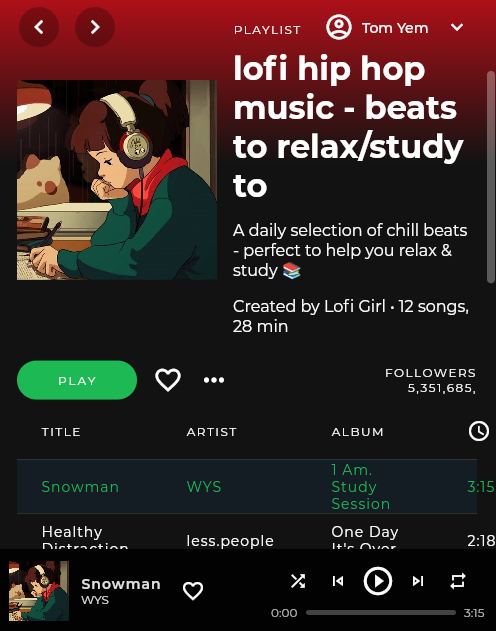 PLAYLIST
Tom Yem
lofi hip hop
music - beats
to relax/study
to
A daily selection of chill beats
- perfect to help you relax &
study 📚
Created by Lofi Girl • 12 songs,
28 min
PLAY
FOLLOWERS
5,351,685,
TITLE ARTIST ALBUM
Snowman WYS 1 Am. Study Session 3:15
Healthy Distraction less.people One Day It's Over 2:18
Snowman
WYS
0:00 3:15